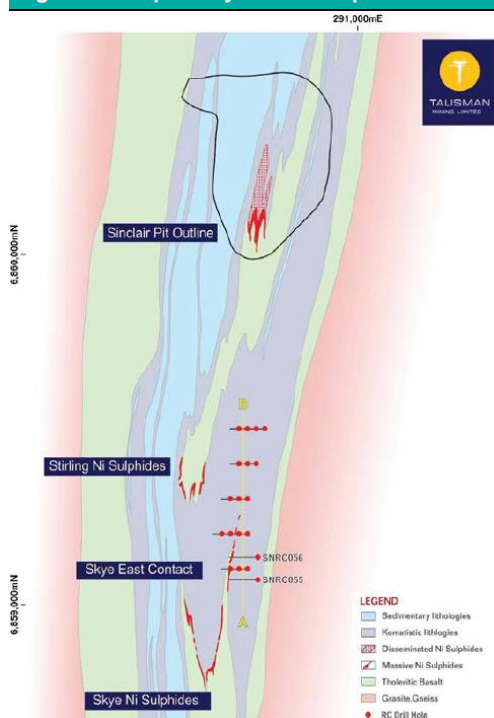 291,000mE
TALISMAN
MINING LIMITED
Sinclair Pit Outline
6,860,000mN
B
Stirling Ni Sulphides
SNRC056
Skye East Contact
SNRC055
6,859,000mN
A
Skye Ni Sulphides
LEGEND
Sedimentary lithologies
Komatiitic lithologies
Disseminated Ni Sulphides
Massive Ni Sulphides
Tholeiitic Basalt
Granite, Gneiss
RC Drill Hole